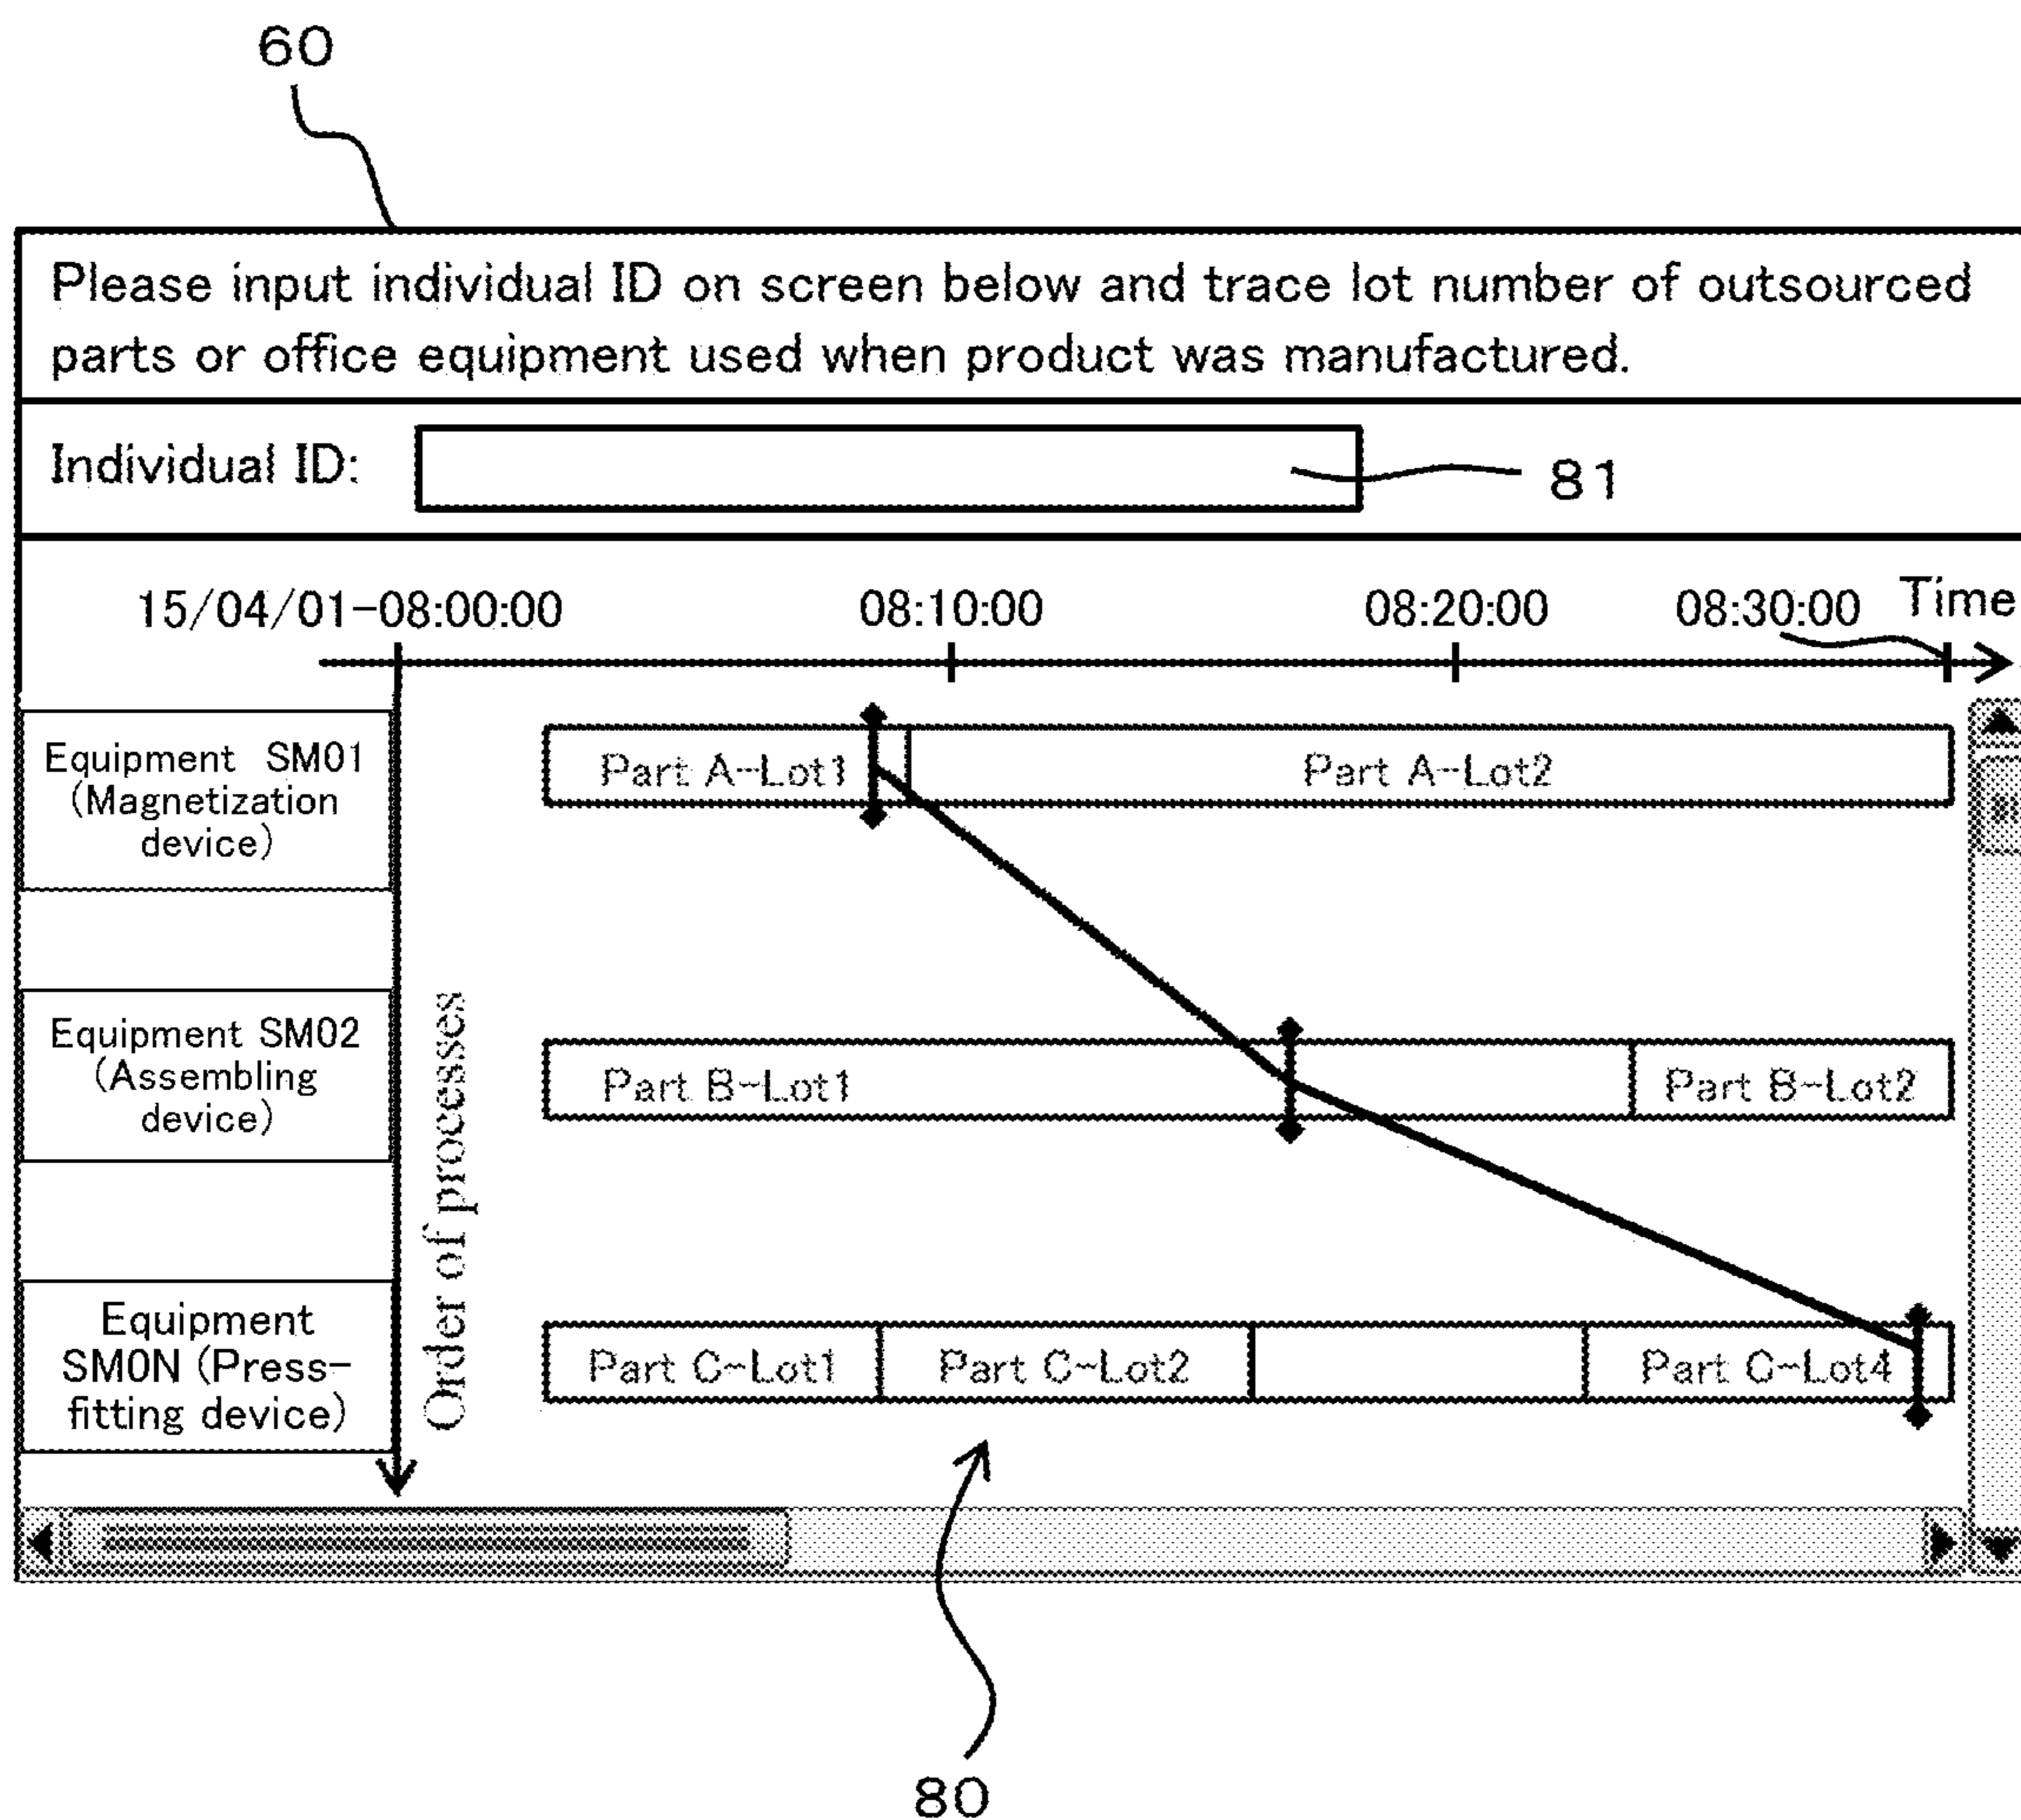 60
Please input individual ID on screen below and trace lot number of outsourced
parts or office equipment used when product was manufactured.
Individual ID:
81
15/04/01-08:00:00 08:10:00 08:20:00 08:30:00 Time
Equipment SM01
(Magnetization
device)
Part A-Lot1 Part A-Lot2
Order of processes
Equipment SM02
(Assembling
device)
Part B-Lot1 Part B-Lot2
Equipment
SM0N (Press-
fitting device)
Part C-Lot1 Part C-Lot2 Part C-Lot4
80